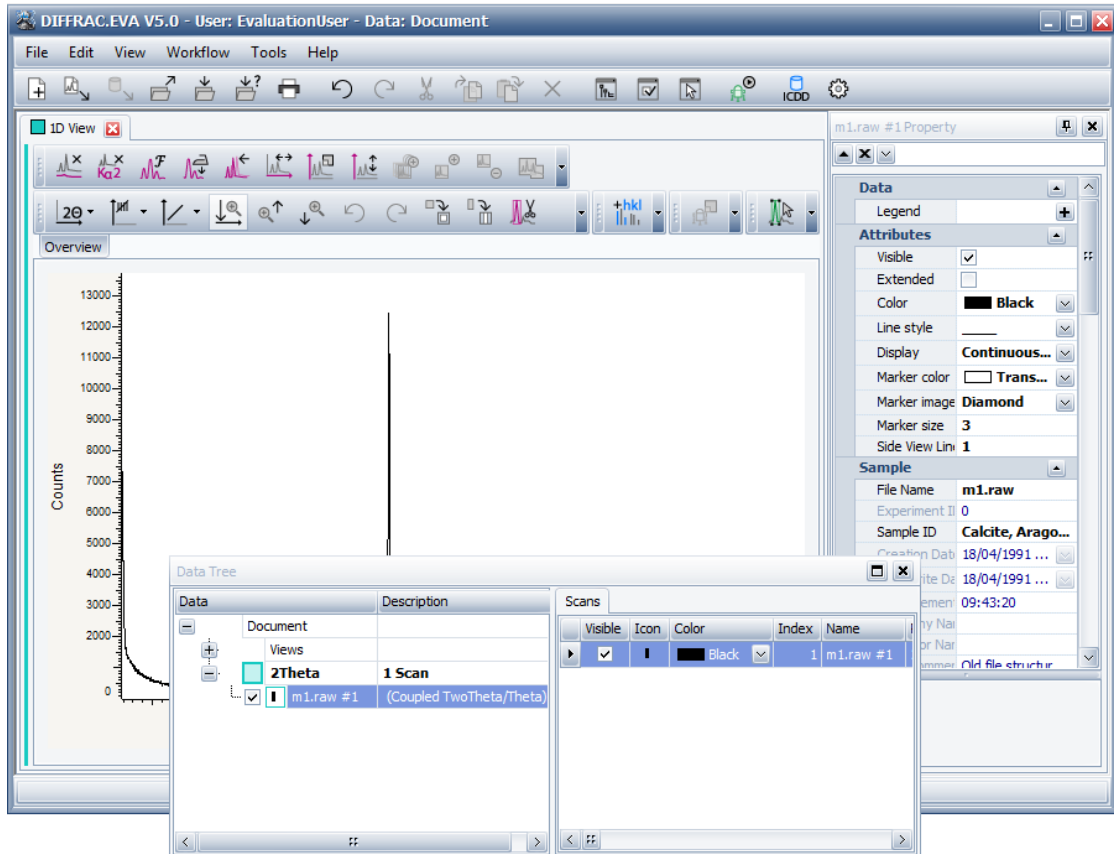 DIFFRAC.EVA V5.0 - User: EvaluationUser - Data: Document
File Edit View Workflow Tools Help
ICDD
1D View
m1.raw #1 Property
Kα2
2Θ
+hkl
Overview
Counts
13000
12000
11000
10000
9000
8000
7000
6000
5000
4000
3000
2000
0
Data
Legend
Attributes
Visible
Extended
Color Black
Line style
Display Continuous...
Marker color Trans...
Marker image Diamond
Marker size 3
Side View Line 1
Sample
File Name m1.raw
Experiment 0
Sample ID Calcite, Arago...
Creation Dat 18/04/1991 ...
18/04/1991 ...
09:43:20
Old file structur
Data Tree
Data Description
Document
Views
2Theta 1 Scan
m1.raw #1 (Coupled TwoTheta/Theta)
Scans
Visible Icon Color Index Name
Black 1 m1.raw #1